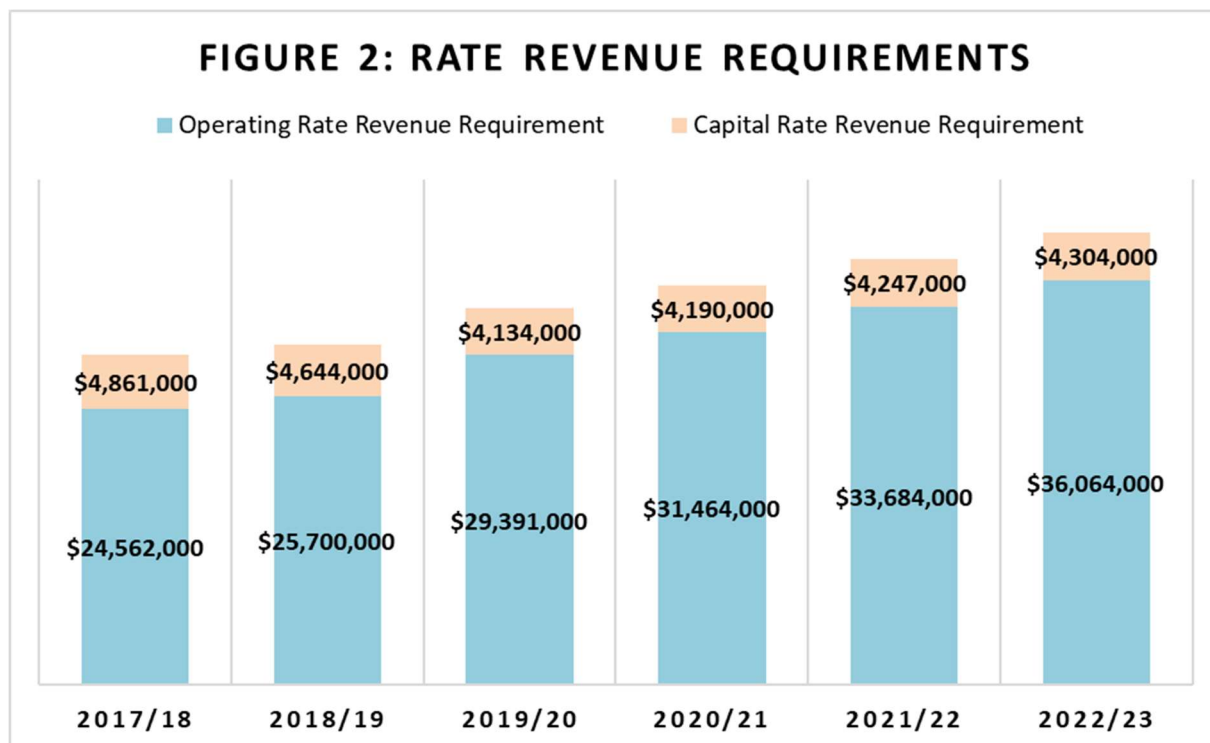 FIGURE 2: RATE REVENUE REQUIREMENTS
Operating Rate Revenue Requirement Capital Rate Revenue Requirement
$4,861,000 $4,644,000 $4,134,000 $4,190,000 $4,247,000 $4,304,000
$24,562,000 $25,700,000 $29,391,000 $31,464,000 $33,684,000 $36,064,000
2017/18 2018/19 2019/20 2020/21 2021/22 2022/23